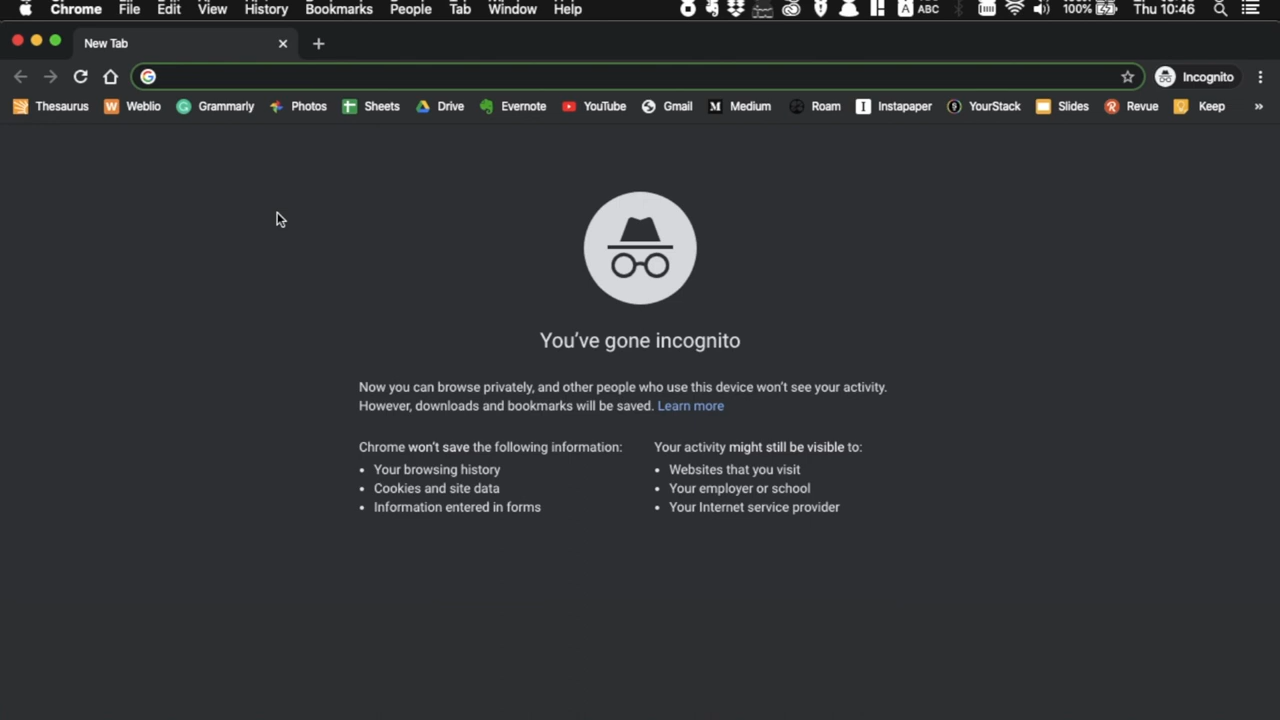 Chrome File Edit View History Bookmarks People Tab Window Help A ABC 100% Thu 10:46
New Tab
Incognito
Thesaurus Weblio Grammarly Photos Sheets Drive Evernote YouTube Gmail M Medium Roam I Instapaper YourStack Slides Revue Keep »
You've gone incognito
Now you can browse privately, and other people who use this device won't see your activity.
However, downloads and bookmarks will be saved. Learn more
Chrome won't save the following information:
• Your browsing history
• Cookies and site data
• Information entered in forms
Your activity might still be visible to:
• Websites that you visit
• Your employer or school
• Your Internet service provider